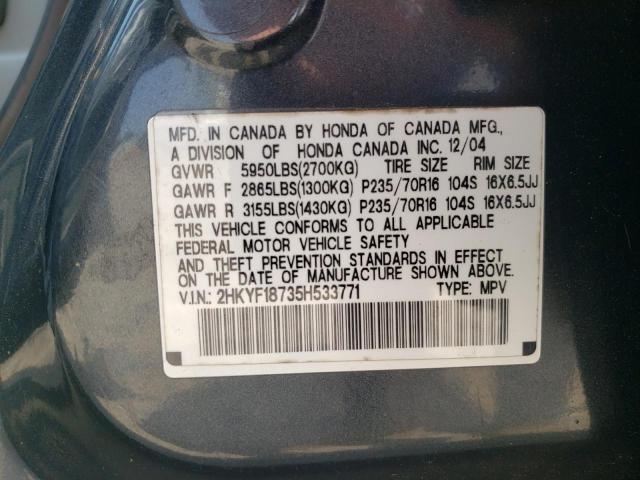 MFD. IN CANADA BY HONDA OF CANADA MFG.,
A DIVISION OF HONDA CANADA INC. 12/04
GVWR 5950LBS(2700KG) TIRE SIZE RIM SIZE
GAWR F 2865LBS(1300KG) P235/70R16 104S 16X6.5JJ
GAWR R 3155LBS(1430KG) P235/70R16 104S 16X6.5JJ
THIS VEHICLE CONFORMS TO ALL APPLICABLE
FEDERAL MOTOR VEHICLE SAFETY
AND THEFT PREVENTION STANDARDS IN EFFECT
ON THE DATE OF MANUFACTURE SHOWN ABOVE.
V.I.N.: 2HKYF18735H533771 TYPE: MPV